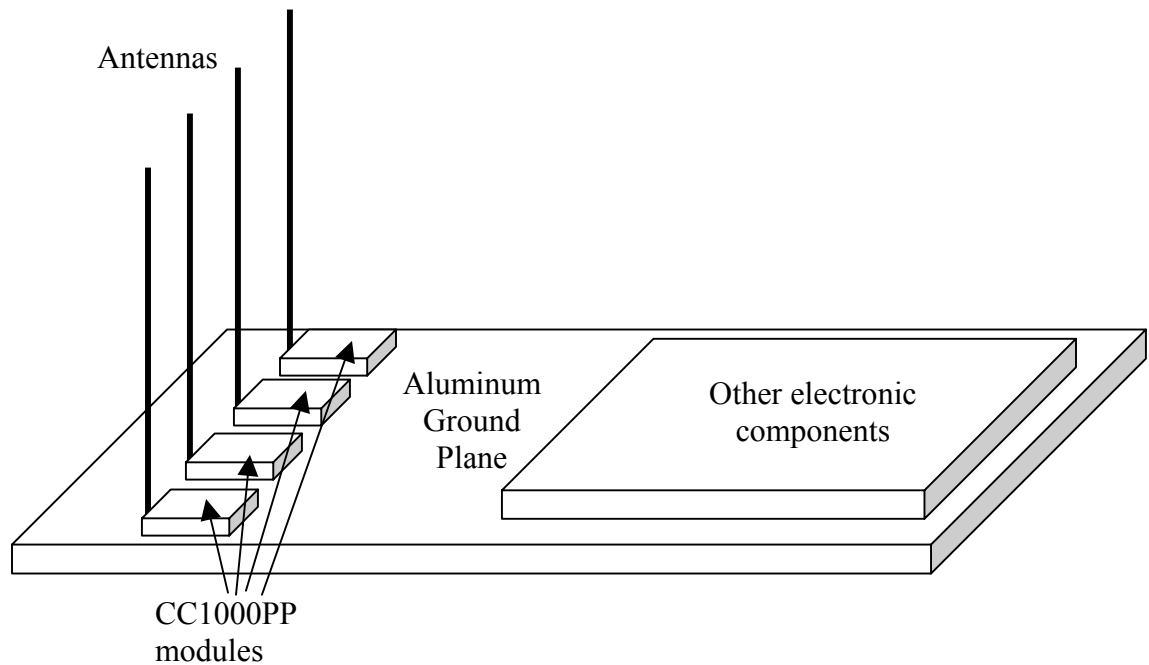 Antennas
Aluminum
Ground
Plane
Other electronic
components
CC1000PP
modules